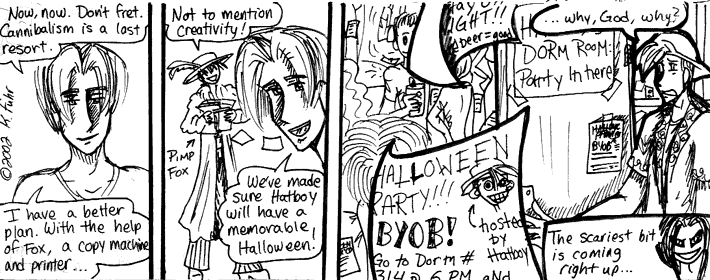 Now, now. Don't fret.
Cannibalism is a last
resort.
© 2002 K. Fuhr
I have a better
plan. With the help
of Fox, a copy machine
and printer...
Not to mention
creativity!
PIMP
FOX
We've made
sure Hatboy
will have a
memorable
Halloween!
GHT!!
beer = good
DORM ROOM:
Party In here
... why, God, why?
BYOB
HALLOWEEN
PARTY!!!!
BYOB!
hosted
by
Hatboy
Go to Dorm #
314 @ 6 PM and
The scariest bit
is coming
right up...